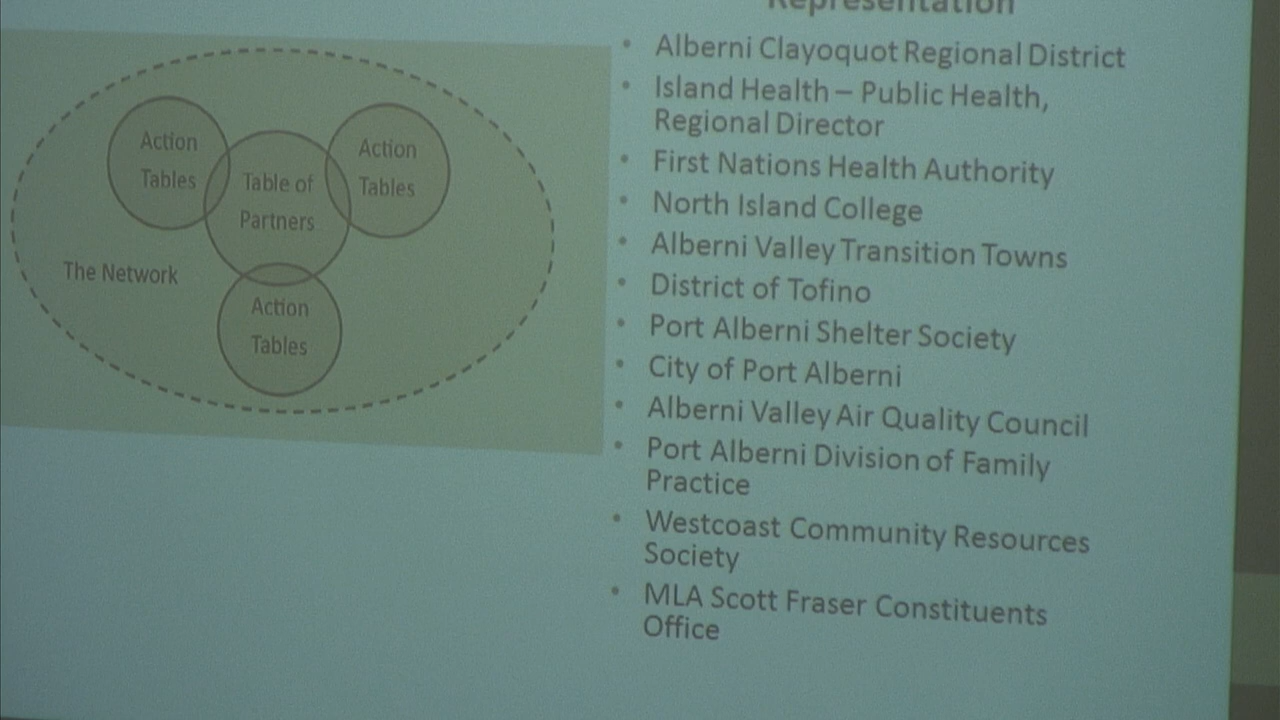 Representation
Action
Tables
Action
Tables
Table of
Partners
The Network
Action
Tables
• Alberni Clayoquot Regional District
• Island Health – Public Health,
Regional Director
• First Nations Health Authority
• North Island College
• Alberni Valley Transition Towns
• District of Tofino
• Port Alberni Shelter Society
• City of Port Alberni
• Alberni Valley Air Quality Council
• Port Alberni Division of Family
Practice
• Westcoast Community Resources
Society
• MLA Scott Fraser Constituents
Office